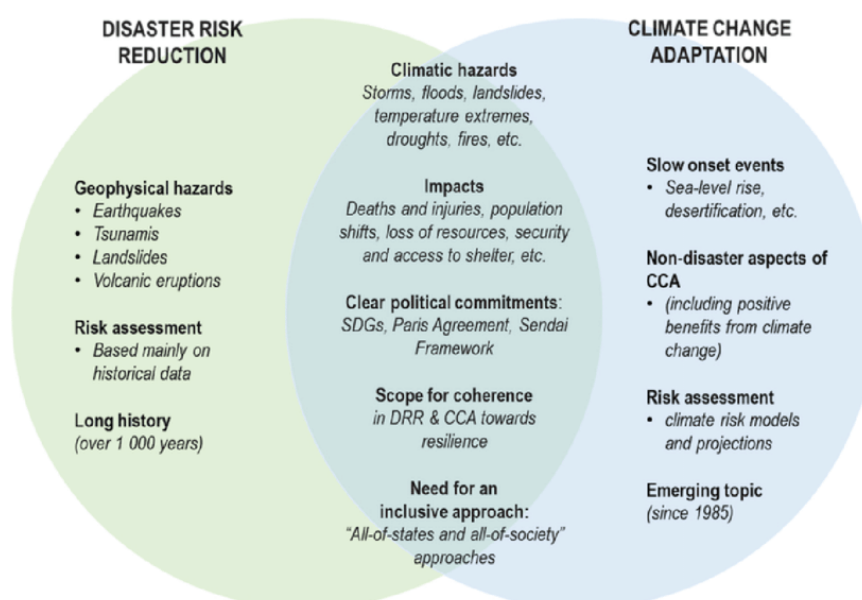 DISASTER RISK
REDUCTION
Geophysical hazards
• Earthquakes
• Tsunamis
• Landslides
• Volcanic eruptions
Risk assessment
• Based mainly on
historical data
Long history
(over 1 000 years)
Climatic hazards
Storms, floods, landslides,
temperature extremes,
droughts, fires, etc.
Impacts
Deaths and injuries, population
shifts, loss of resources, security
and access to shelter, etc.
Clear political commitments:
SDGs, Paris Agreement, Sendai
Framework
Scope for coherence
in DRR & CCA towards
resilience
Need for an
inclusive approach:
“All-of-states and all-of-society”
approaches
CLIMATE CHANGE
ADAPTATION
Slow onset events
• Sea-level rise,
desertification, etc.
Non-disaster aspects of
CCA
• (including positive
benefits from climate
change)
Risk assessment
• climate risk models
and projections
Emerging topic
(since 1985)